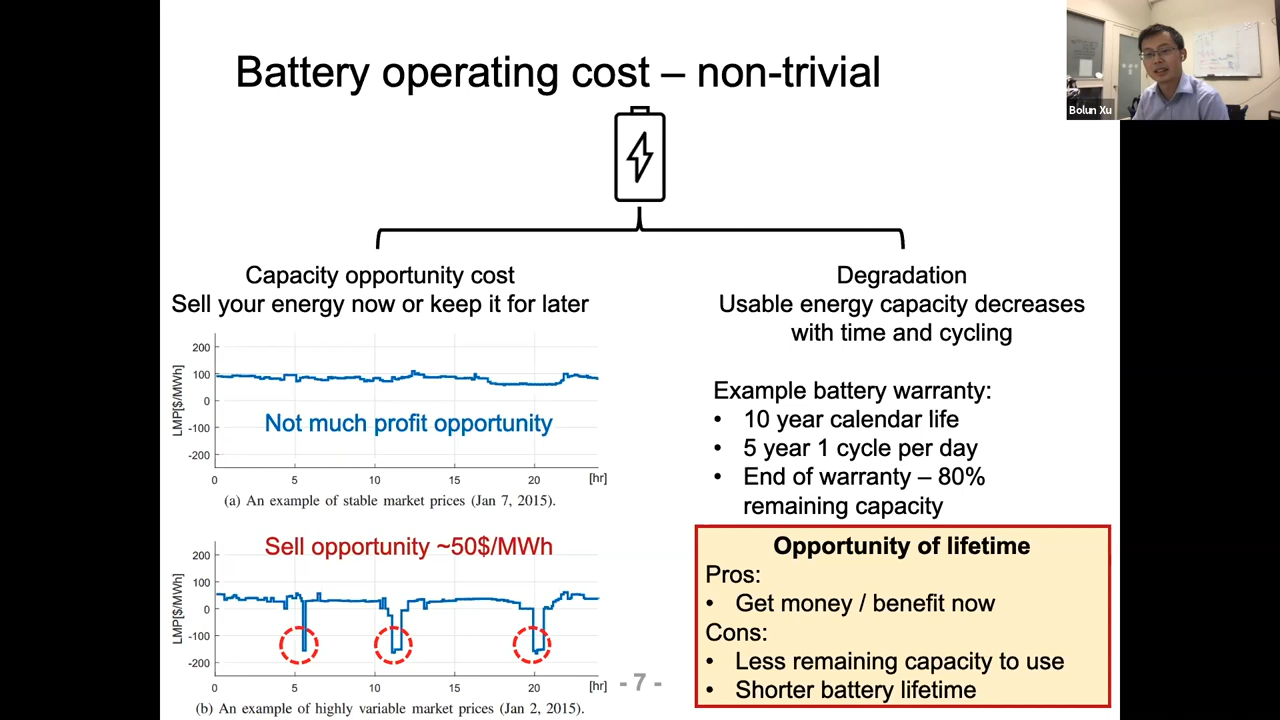 Battery operating cost – non-trivial
Bolun Xu
Capacity opportunity cost
Sell your energy now or keep it for later
200
100
0
-100
-200
LMP[$/MWh]
Not much profit opportunity
0
5
10
15
20
[hr]
(a) An example of stable market prices (Jan 7, 2015).
Sell opportunity ~50$/MWh
200
100
0
-100
-200
LMP[$/MWh]
0
5
10
15
20
[hr]
(b) An example of highly variable market prices (Jan 2, 2015).
Degradation
Usable energy capacity decreases
with time and cycling
Example battery warranty:
• 10 year calendar life
• 5 year 1 cycle per day
• End of warranty – 80%
remaining capacity
Opportunity of lifetime
Pros:
• Get money / benefit now
Cons:
• Less remaining capacity to use
• Shorter battery lifetime
- 7 -